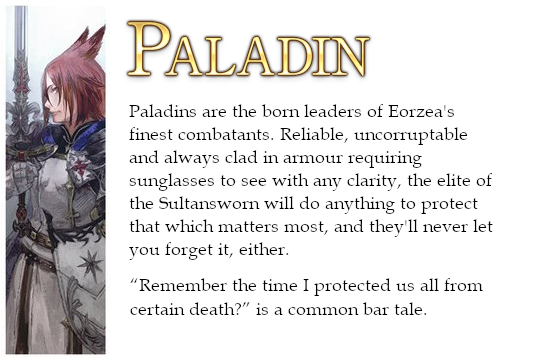 PALADIN
Paladins are the born leaders of Eorzea's
finest combatants. Reliable, uncorruptable
and always clad in armour requiring
sunglasses to see with any clarity, the elite of
the Sultansworn will do anything to protect
that which matters most, and they'll never let
you forget it, either.
“Remember the time I protected us all from
certain death?” is a common bar tale.